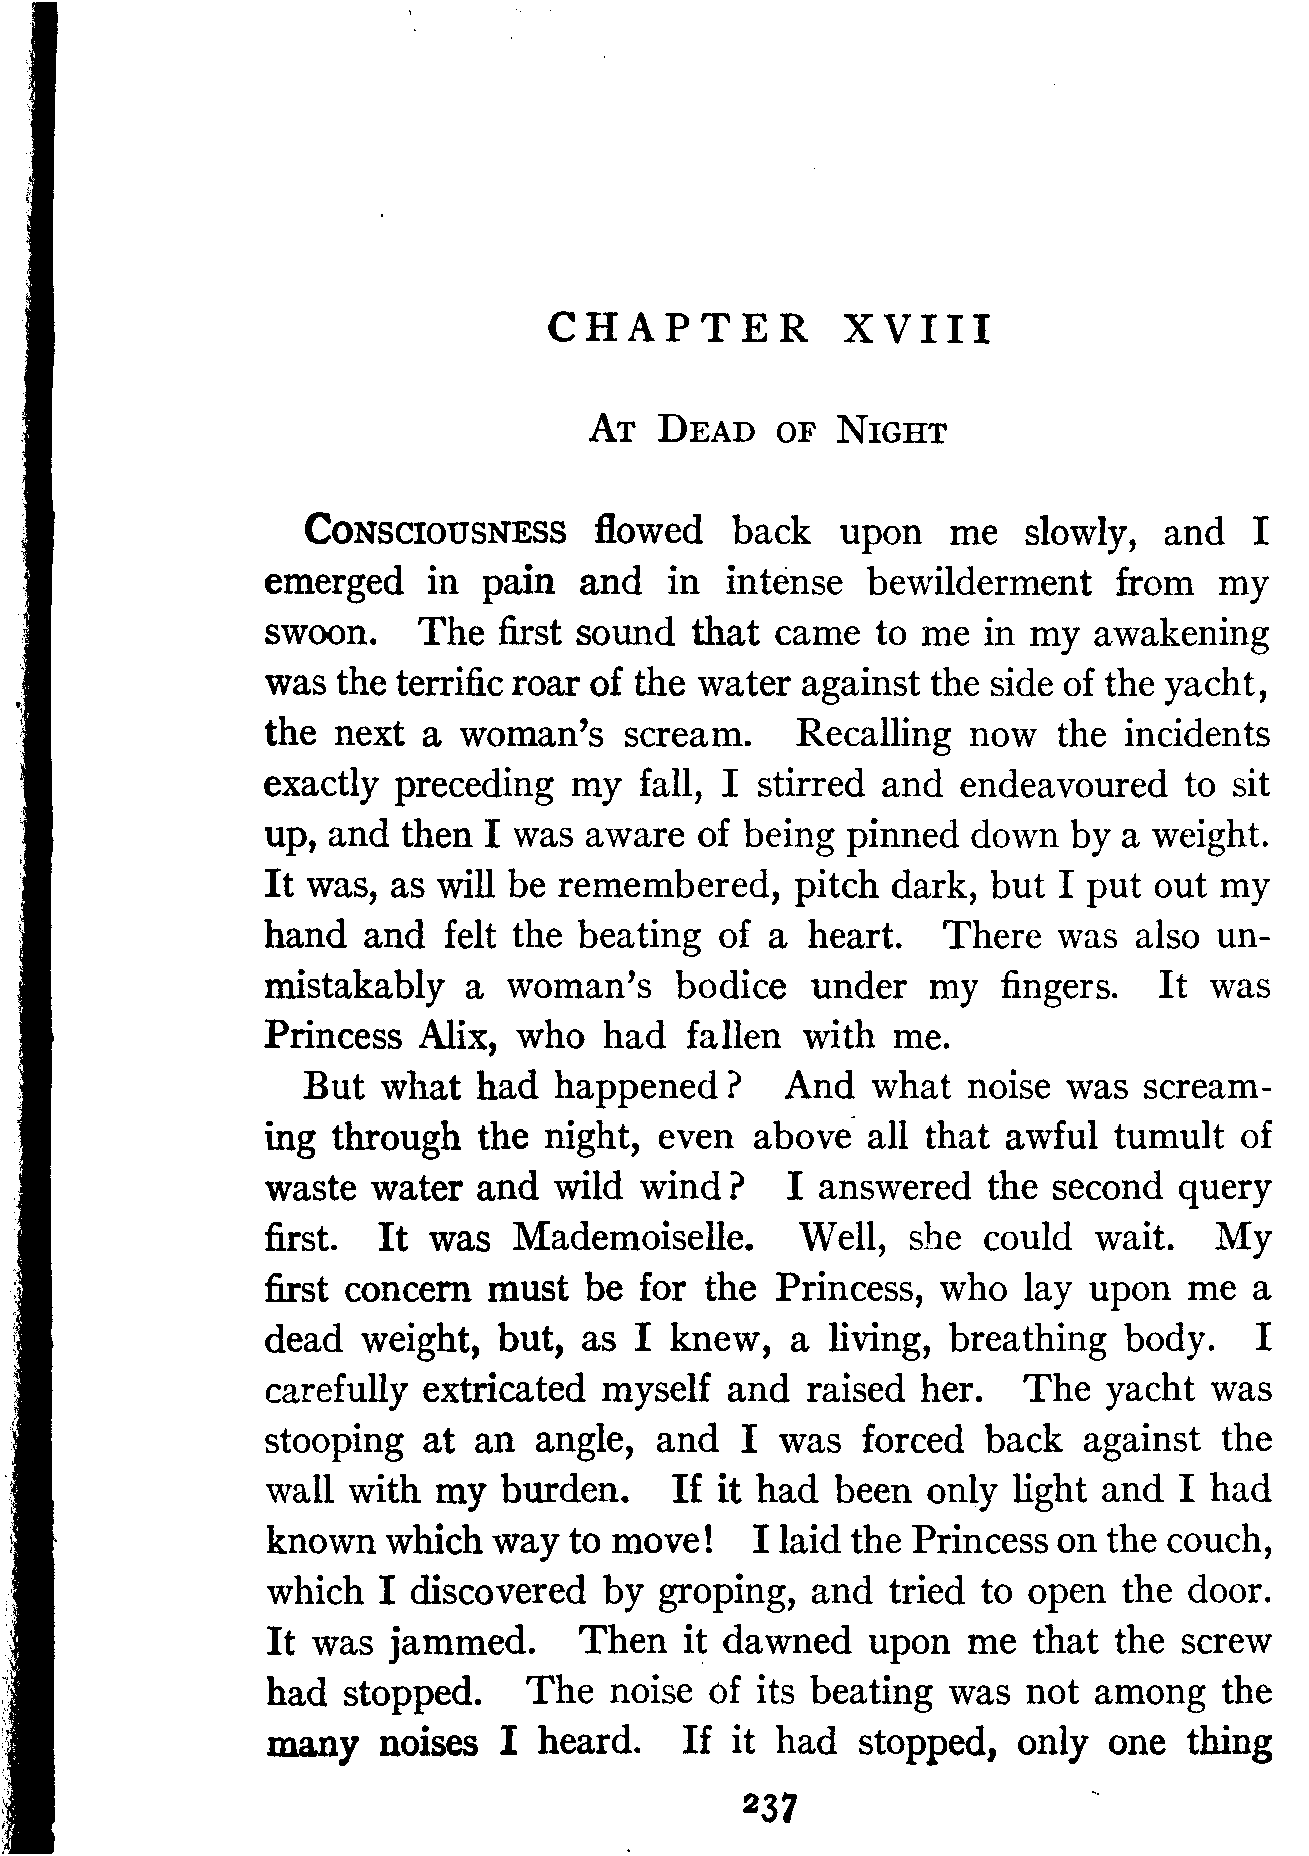 CHAPTER XVIII
At Dead of Night
Consciousness flowed back upon me slowly, and I
emerged in pain and in intense bewilderment from my
swoon. The first sound that came to me in my awakening
was the terrific roar of the water against the side of the yacht,
the next a woman's scream. Recalling now the incidents
exactly preceding my fall, I stirred and endeavoured to sit
up, and then I was aware of being pinned down by a weight.
It was, as will be remembered, pitch dark, but I put out my
hand and felt the beating of a heart. There was also un-
mistakably a woman's bodice under my fingers. It was
Princess Alix, who had fallen with me.
But what had happened? And what noise was scream-
ing through the night, even above all that awful tumult of
waste water and wild wind? I answered the second query
first. It was Mademoiselle. Well, she could wait. My
first concern must be for the Princess, who lay upon me a
dead weight, but, as I knew, a living, breathing body. I
carefully extricated myself and raised her. The yacht was
stooping at an angle, and I was forced back against the
wall with my burden. If it had been only light and I had
known which way to move! I laid the Princess on the couch,
which I discovered by groping, and tried to open the door.
It was jammed. Then it dawned upon me that the screw
had stopped. The noise of its beating was not among the
many noises I heard. If it had stopped, only one thing
237